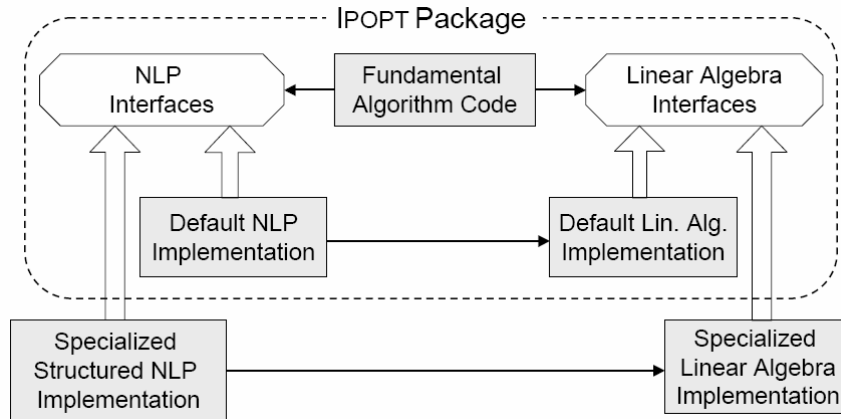 IPOPT Package
NLP
Interfaces
Fundamental
Algorithm Code
Linear Algebra
Interfaces
Default NLP
Implementation
Default Lin. Alg.
Implementation
Specialized
Structured NLP
Implementation
Specialized
Linear Algebra
Implementation